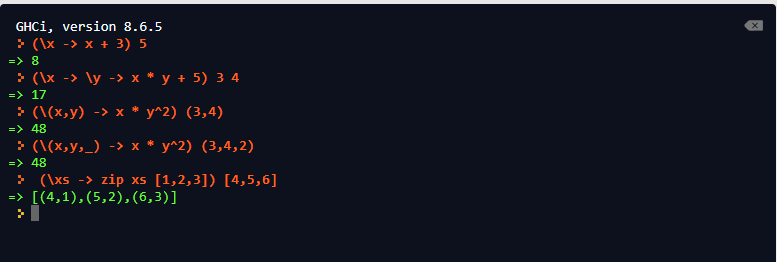 GHCi, version 8.6.5
> (\x -> x + 3) 5
=> 8
> (\x -> \y -> x * y + 5) 3 4
=> 17
> (\(x,y) -> x * y^2) (3,4)
=> 48
> (\(x,y,_) -> x * y^2) (3,4,2)
=> 48
>  (\xs -> zip xs [1,2,3]) [4,5,6]
=> [(4,1),(5,2),(6,3)]
>